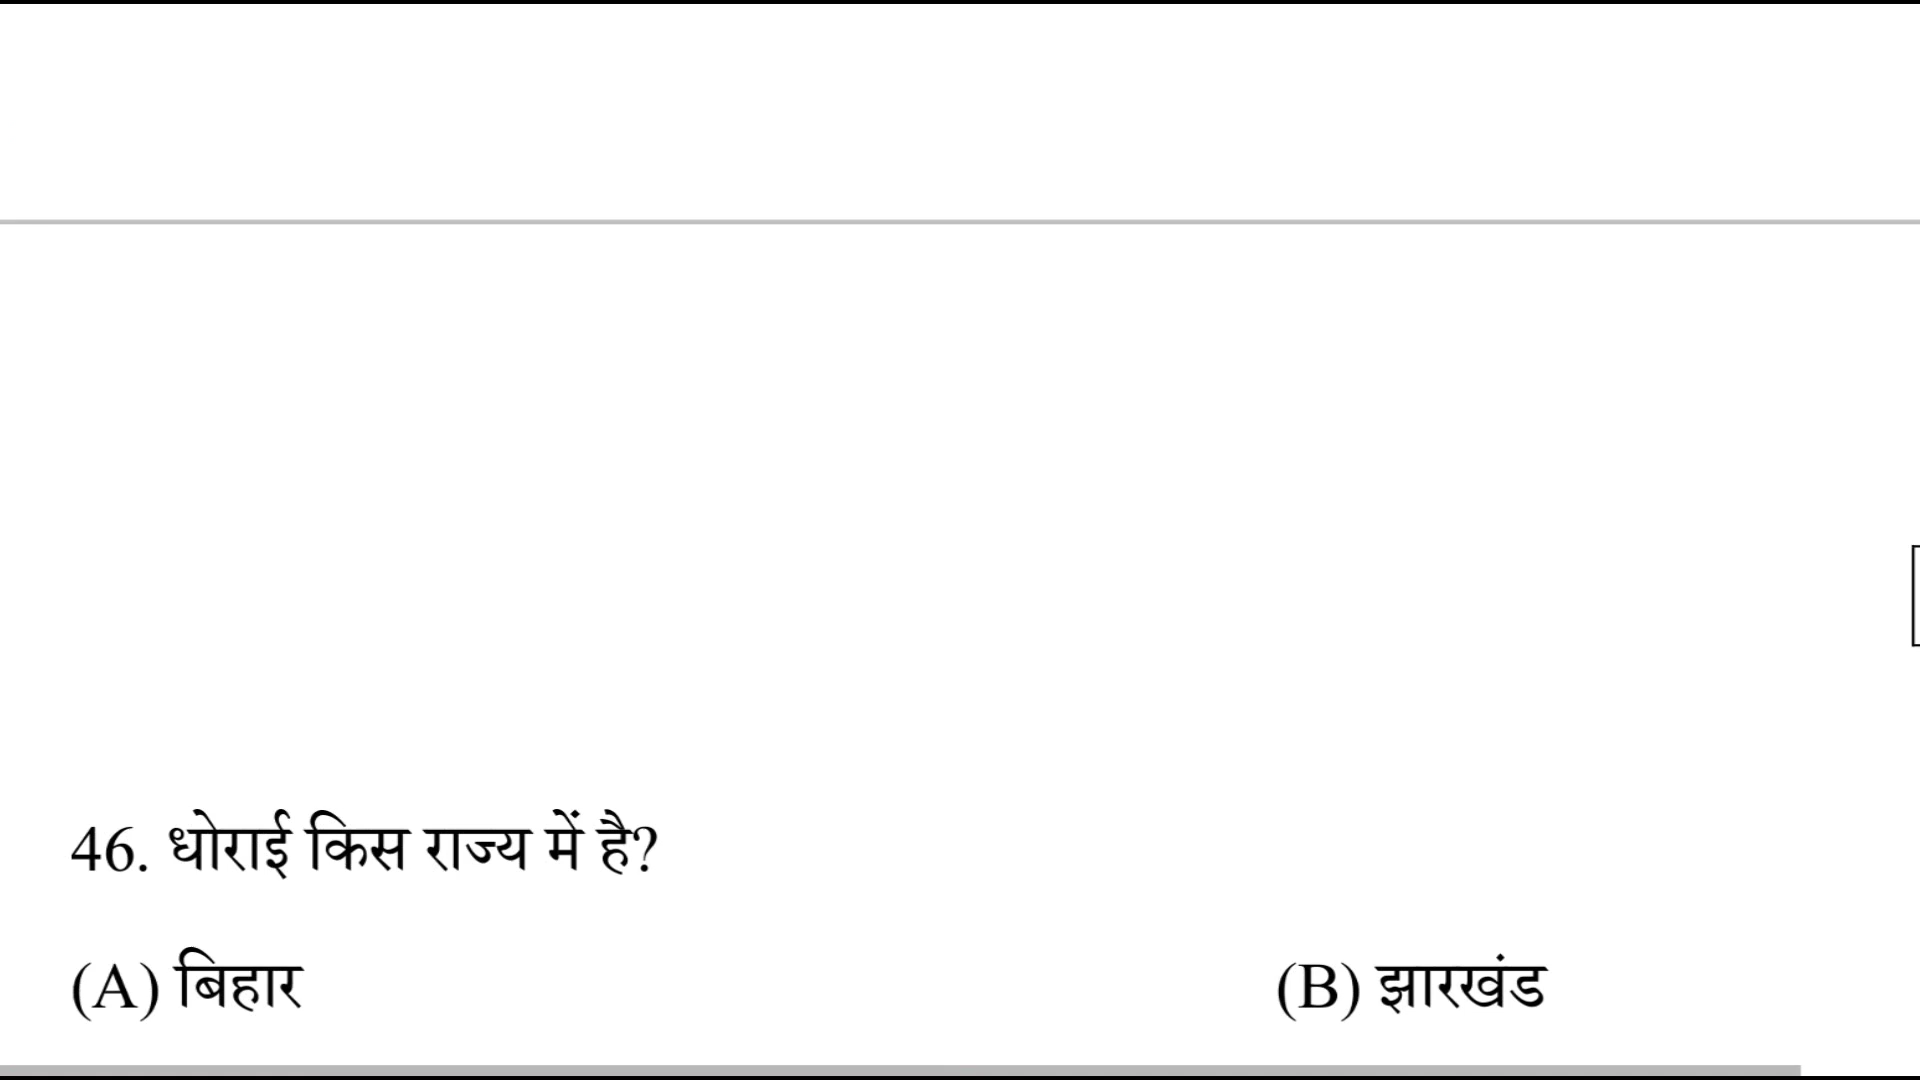 46. धोराई किस राज्य में है?
(A) बिहार
(B) झारखंड